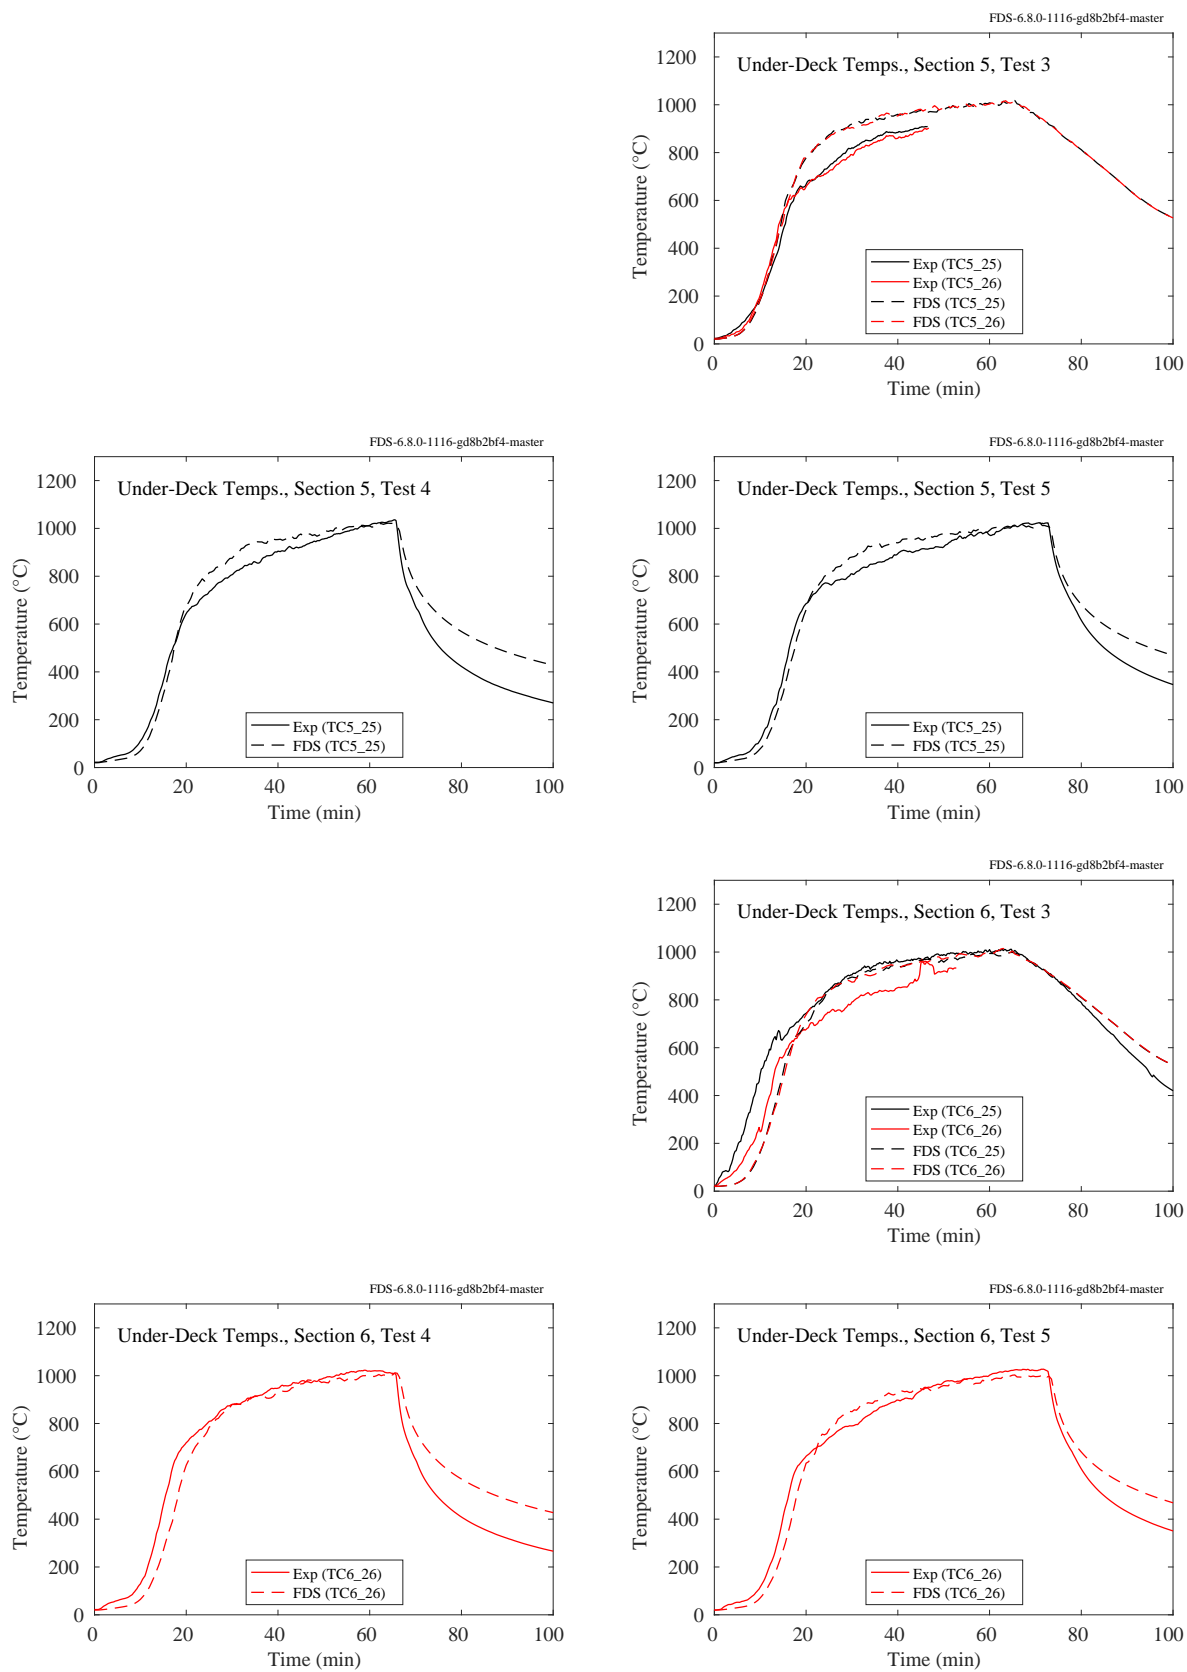 FDS-6.8.0-1116-gd8b2bf4-master
Under-Deck Temps., Section 5, Test 3
Temperature (°C)
1200
1000
800
600
400
200
0
Exp (TC5_25)
Exp (TC5_26)
FDS (TC5_25)
FDS (TC5_26)
0 20 40 60 80 100
Time (min)
FDS-6.8.0-1116-gd8b2bf4-master
Under-Deck Temps., Section 5, Test 4
Temperature (°C)
1200
1000
800
600
400
200
0
Exp (TC5_25)
FDS (TC5_25)
0 20 40 60 80 100
Time (min)
FDS-6.8.0-1116-gd8b2bf4-master
Under-Deck Temps., Section 5, Test 5
Temperature (°C)
1200
1000
800
600
400
200
0
Exp (TC5_25)
FDS (TC5_25)
0 20 40 60 80 100
Time (min)
FDS-6.8.0-1116-gd8b2bf4-master
Under-Deck Temps., Section 6, Test 3
Temperature (°C)
1200
1000
800
600
400
200
0
Exp (TC6_25)
Exp (TC6_26)
FDS (TC6_25)
FDS (TC6_26)
0 20 40 60 80 100
Time (min)
FDS-6.8.0-1116-gd8b2bf4-master
Under-Deck Temps., Section 6, Test 4
Temperature (°C)
1200
1000
800
600
400
200
0
Exp (TC6_26)
FDS (TC6_26)
0 20 40 60 80 100
Time (min)
FDS-6.8.0-1116-gd8b2bf4-master
Under-Deck Temps., Section 6, Test 5
Temperature (°C)
1200
1000
800
600
400
200
0
Exp (TC6_26)
FDS (TC6_26)
0 20 40 60 80 100
Time (min)